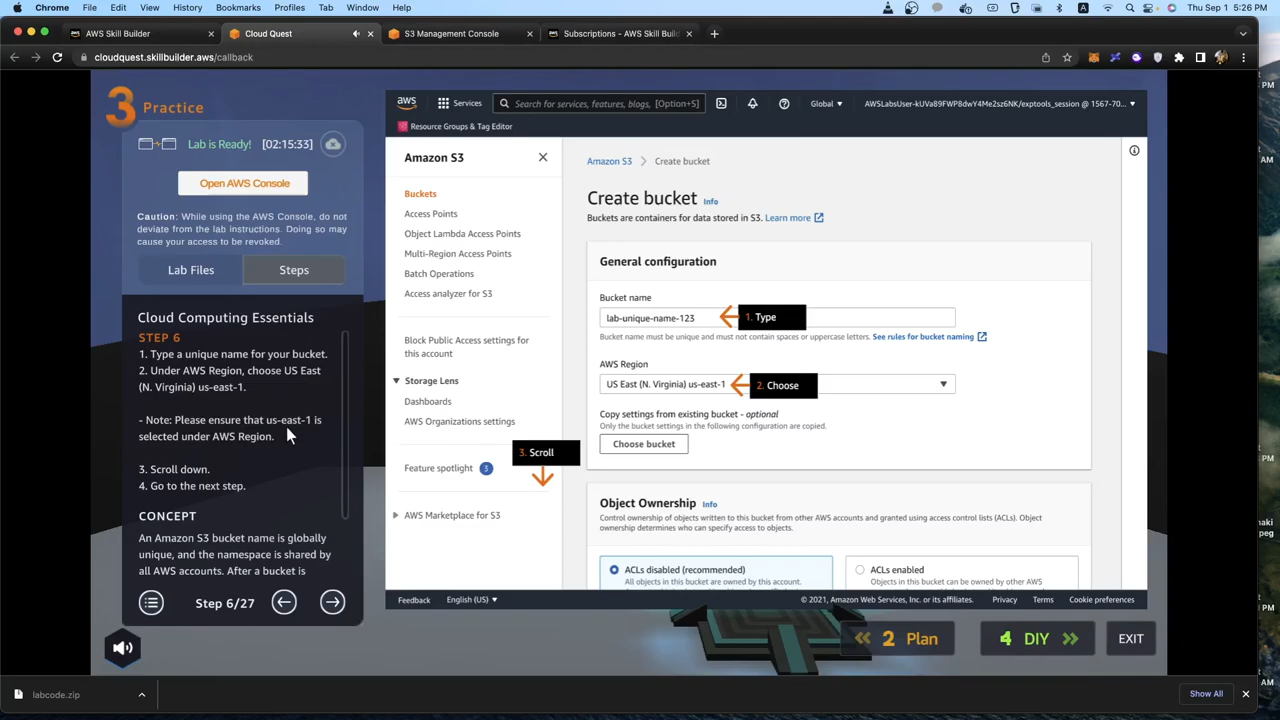 Chrome File Edit View History Bookmarks Profiles Tab Window Help
Thu Sep 1 5:26 PM
AWS Skill Builder
Cloud Quest
S3 Management Console
Subscriptions - AWS Skill Buil
cloudquest.skillbuilder.aws/callback
3 Practice
Lab is Ready! [02:15:33]
Open AWS Console
Caution: While using the AWS Console, do not
deviate from the lab instructions. Doing so may
cause your access to be revoked.
Lab Files
Steps
Cloud Computing Essentials
STEP 6
1. Type a unique name for your bucket.
2. Under AWS Region, choose US East
(N. Virginia) us-east-1.
- Note: Please ensure that us-east-1 is
selected under AWS Region.
3. Scroll down.
4. Go to the next step.
CONCEPT
An Amazon S3 bucket name is globally
unique, and the namespace is shared by
all AWS accounts. After a bucket is
Step 6/27
aws
Services
Search for services, features, blogs, [Option+S]
Global
AWSLabsUser-kUVa89FWP8dwY4Me2sz6NK/exptools_session @ 1567-70...
Resource Groups & Tag Editor
Amazon S3
Buckets
Access Points
Object Lambda Access Points
Multi-Region Access Points
Batch Operations
Access analyzer for S3
Block Public Access settings for
this account
Storage Lens
Dashboards
AWS Organizations settings
Feature spotlight 3
AWS Marketplace for S3
3. Scroll
Amazon S3
Create bucket
Create bucket Info
Buckets are containers for data stored in S3. Learn more
General configuration
Bucket name
lab-unique-name-123
1. Type
Bucket name must be unique and must not contain spaces or uppercase letters. See rules for bucket naming
AWS Region
US East (N. Virginia) us-east-1
2. Choose
Copy settings from existing bucket - optional
Only the bucket settings in the following configuration are copied.
Choose bucket
Object Ownership Info
Control ownership of objects written to this bucket from other AWS accounts and granted using access control lists (ACLs). Object
ownership determines who can specify access to objects.
ACLs disabled (recommended)
All objects in this bucket are owned by this account.
ACLs enabled
Objects in this bucket can be owned by other AWS
Feedback
English (US)
© 2021, Amazon Web Services, Inc. or its affiliates.
Privacy
Terms
Cookie preferences
2 Plan
4 DIY
EXIT
labcode.zip
Show All